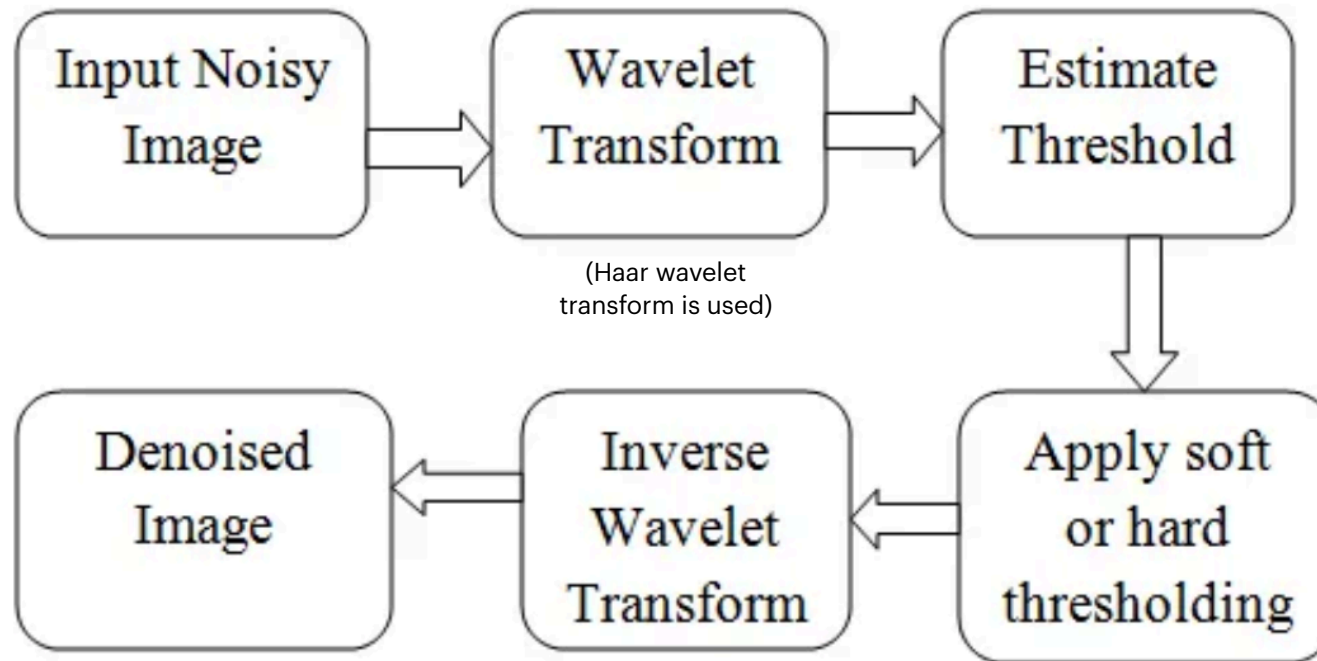 Input Noisy
Image
Wavelet
Transform
(Haar wavelet
transform is used)
Estimate
Threshold
Apply soft
or hard
thresholding
Inverse
Wavelet
Transform
Denoised
Image